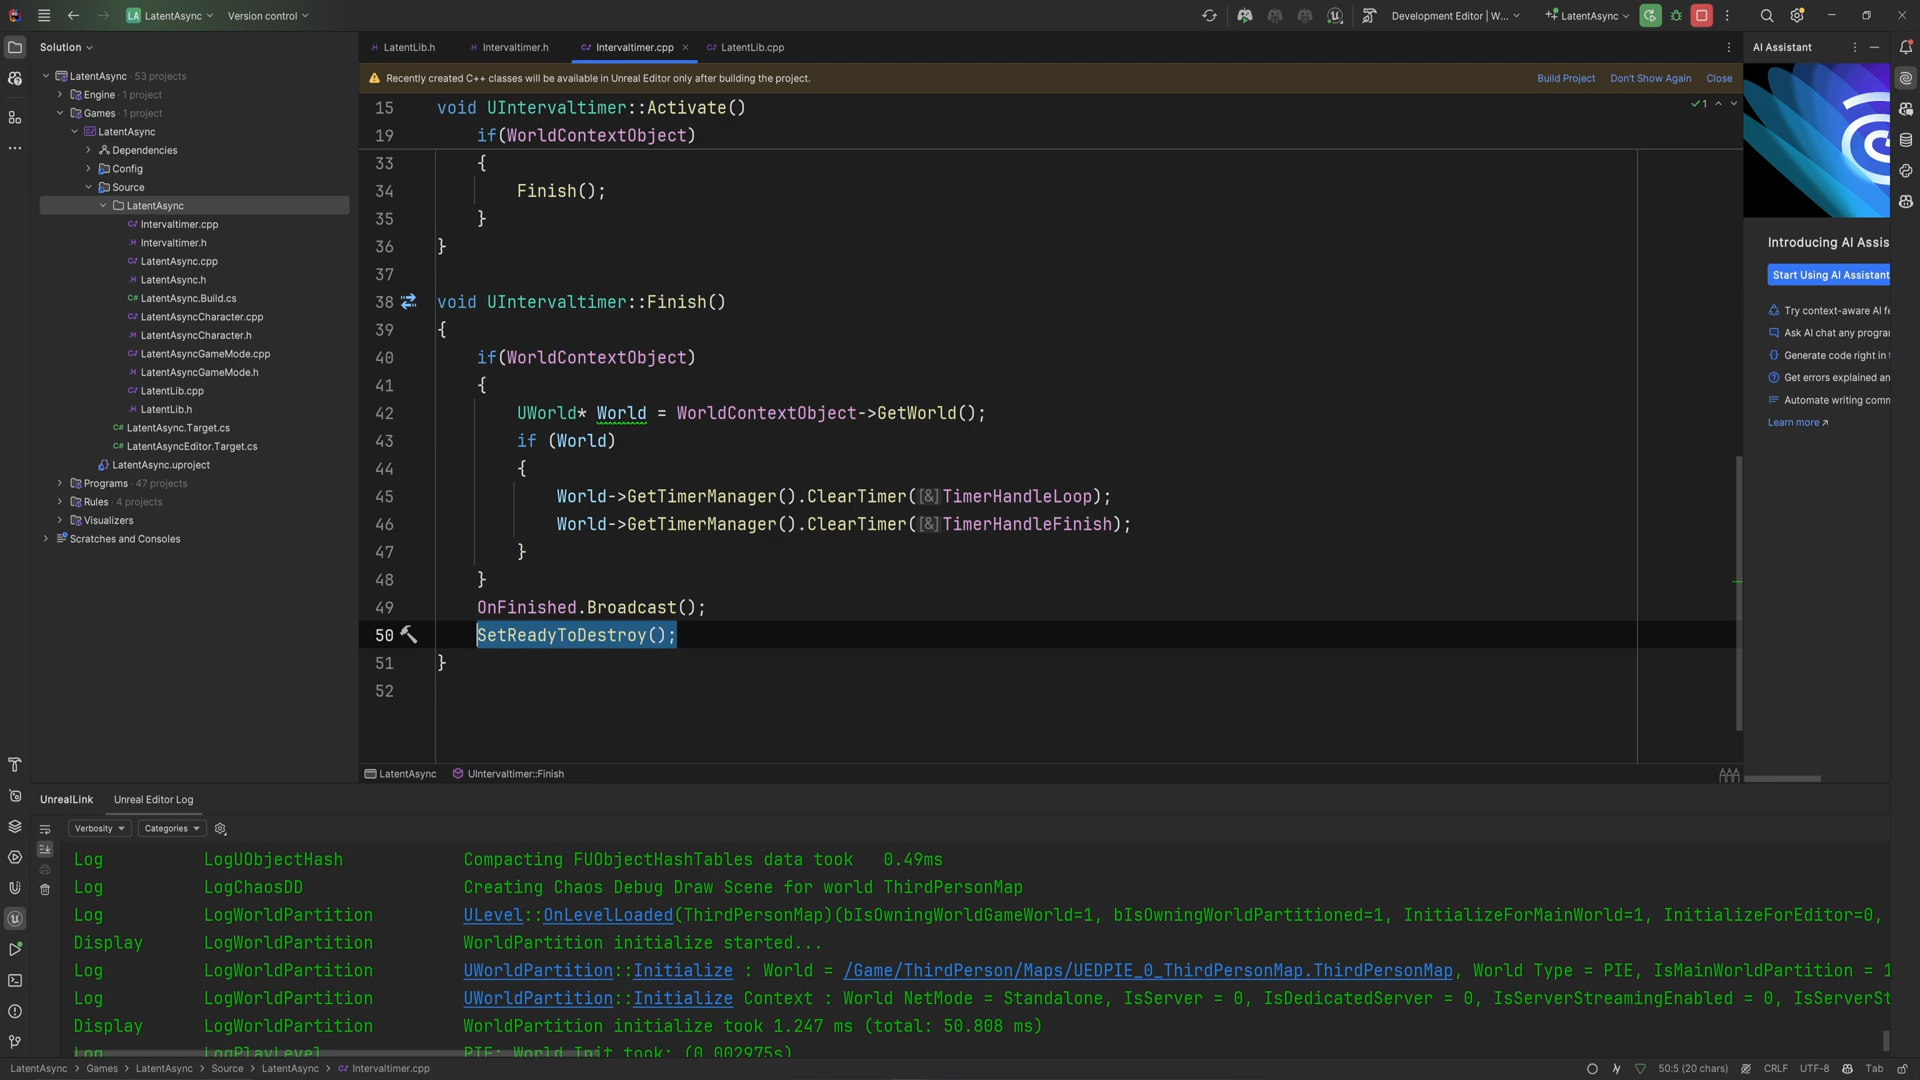 LA LatentAsync
Version control
Development Editor | W...
LatentAsync
Solution
LatentAsync · 53 projects
Engine · 1 project
Games · 1 project
LatentAsync
Dependencies
Config
Source
LatentAsync
Intervaltimer.cpp
Intervaltimer.h
LatentAsync.cpp
LatentAsync.h
LatentAsync.Build.cs
LatentAsyncCharacter.cpp
LatentAsyncCharacter.h
LatentAsyncGameMode.cpp
LatentAsyncGameMode.h
LatentLib.cpp
LatentLib.h
LatentAsync.Target.cs
LatentAsyncEditor.Target.cs
LatentAsync.uproject
Programs · 47 projects
Rules · 4 projects
Visualizers
Scratches and Consoles
LatentLib.h
Intervaltimer.h
Intervaltimer.cpp
LatentLib.cpp
Recently created C++ classes will be available in Unreal Editor only after building the project.
Build Project
Don't Show Again
Close
1
15 void UIntervaltimer::Activate()
19 if(WorldContextObject)
33 {
34 Finish();
35 }
36 }
37
38 void UIntervaltimer::Finish()
39 {
40 if(WorldContextObject)
41 {
42 UWorld* World = WorldContextObject->GetWorld();
43 if (World)
44 {
45 World->GetTimerManager().ClearTimer([&]TimerHandleLoop);
46 World->GetTimerManager().ClearTimer([&]TimerHandleFinish);
47 }
48 }
49 OnFinished.Broadcast();
50 SetReadyToDestroy();
51 }
52
LatentAsync
UIntervaltimer::Finish
AI Assistant
Introducing AI Assis
Start Using AI Assistant
Try context-aware AI fe
Ask AI chat any program
Generate code right in t
Get errors explained an
Automate writing comm
Learn more ↗
UnrealLink
Unreal Editor Log
Verbosity
Categories
Log LogUObjectHash Compacting FUObjectHashTables data took 0.49ms
Log LogChaosDD Creating Chaos Debug Draw Scene for world ThirdPersonMap
Log LogWorldPartition ULevel::OnLevelLoaded(ThirdPersonMap)(bIsOwningWorldGameWorld=1, bIsOwningWorldPartitioned=1, InitializeForMainWorld=1, InitializeForEditor=0,
Display LogWorldPartition WorldPartition initialize started...
Log LogWorldPartition UWorldPartition::Initialize : World = /Game/ThirdPerson/Maps/UEDPIE_0_ThirdPersonMap.ThirdPersonMap, World Type = PIE, IsMainWorldPartition = 1
Log LogWorldPartition UWorldPartition::Initialize Context : World NetMode = Standalone, IsServer = 0, IsDedicatedServer = 0, IsServerStreamingEnabled = 0, IsServerSt
Display LogWorldPartition WorldPartition initialize took 1.247 ms (total: 50.808 ms)
Log LogPlayLevel PIE: World Init took: (0.002975s)
LatentAsync > Games > LatentAsync > Source > LatentAsync > Intervaltimer.cpp
50:5 (20 chars)
CRLF
UTF-8
Tab